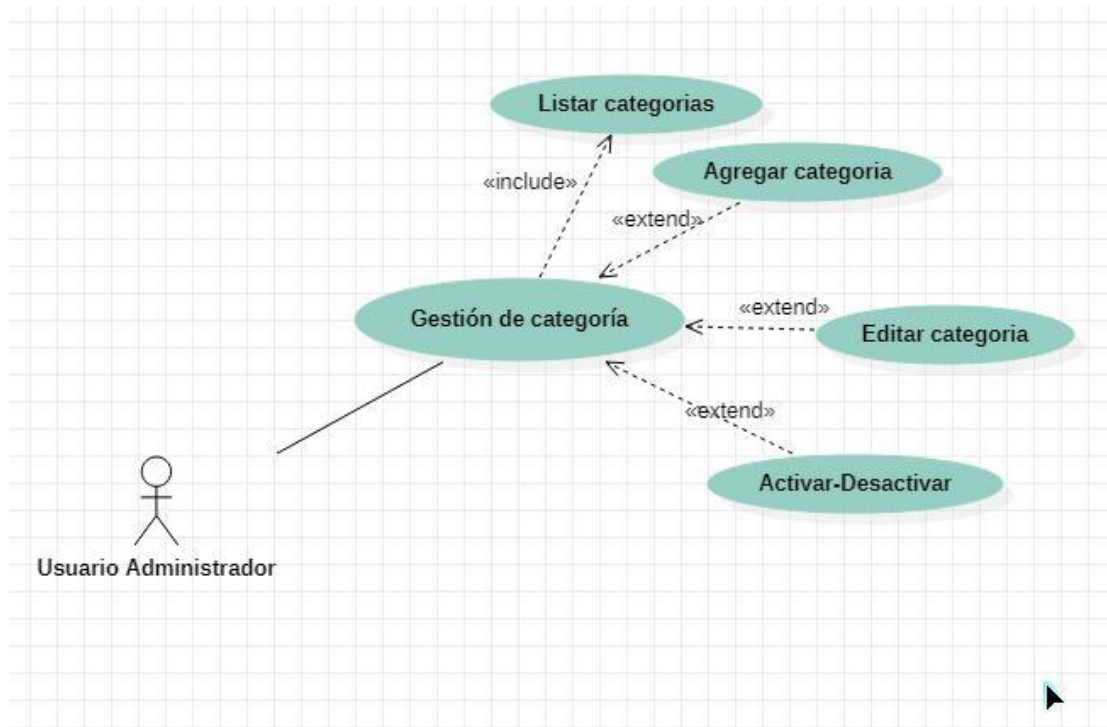 Listar categorias
«include»
Agregar categoria
«extend»
«extend»
Gestión de categoría
Editar categoria
«extend»
Activar-Desactivar
Usuario Administrador